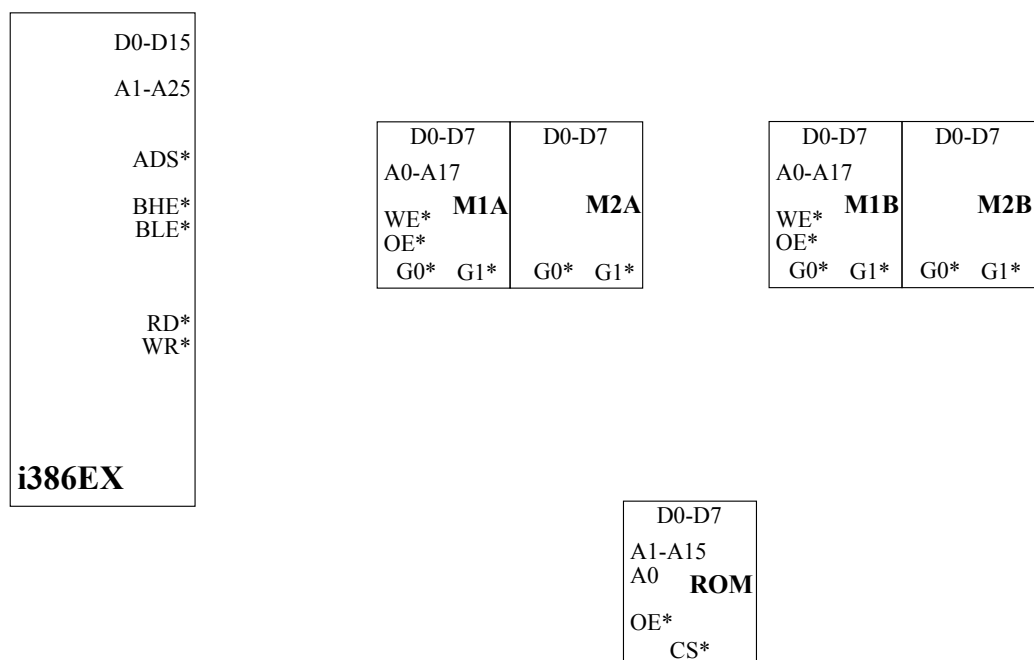 D0-D15
A1-A25
ADS*
BHE*
BLE*
RD*
WR*
i386EX
D0-D7
A0-A17
M1A
WE*
OE*
G0* G1*
D0-D7
M2A
G0* G1*
D0-D7
A0-A17
M1B
WE*
OE*
G0* G1*
D0-D7
M2B
G0* G1*
D0-D7
A1-A15
A0
ROM
OE*
CS*